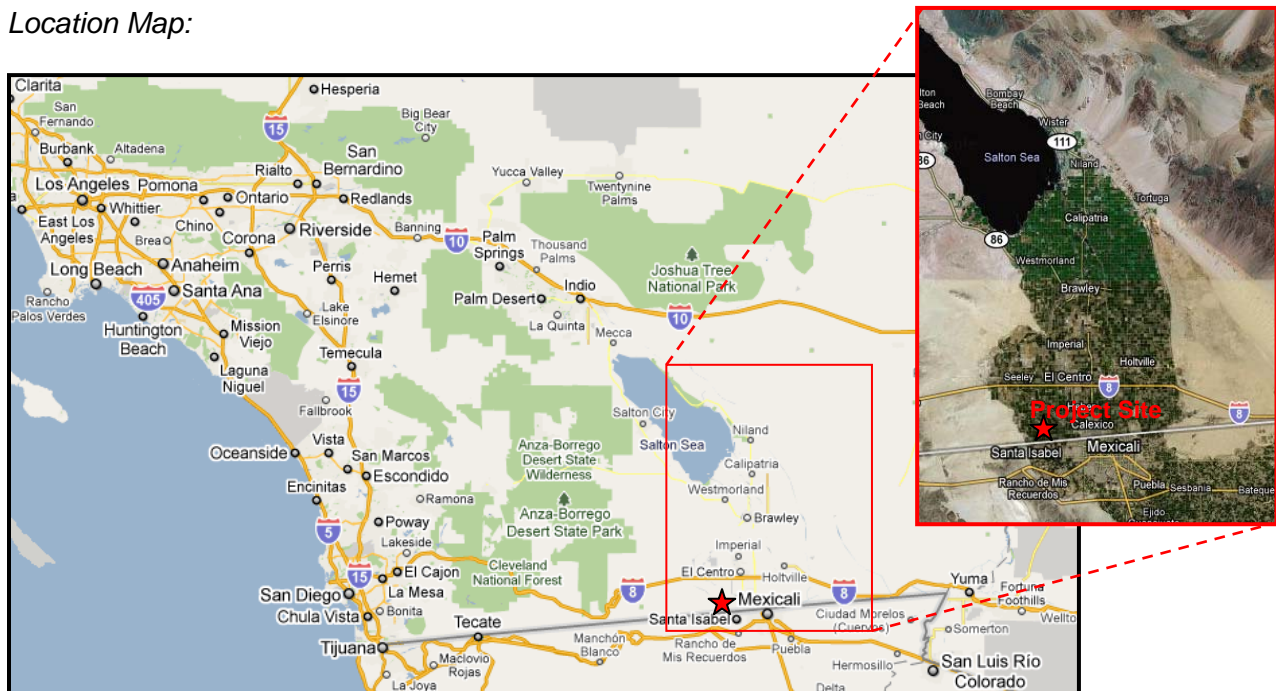 Location Map:
Clarita
Hesperia
San
Fernando
15
Big Bear
City
Burbank
Altadena
San
Bernardino
Rialto
Yucca Valley
Twentynine
Palms
Los Angeles
Pomona
Ontario
Redlands
Whittier
East Los
Angeles
Chino
Riverside
Banning
10
Brea
Corona
Palm
Springs
Thousand
Palms
Long Beach
Anaheim
Perris
Hemet
Joshua Tree
National Park
405
Santa Ana
Palm Desert
Indio
Rancho
Palos Verdes
Lake
Elsinore
La Quinta
10
Huntington
Beach
Mission
Viejo
Mecca
Temecula
Laguna
Niguel
15
Fallbrook
Salton City
Salton Sea
Niland
Oceanside
Vista
San Marcos
Anza-Borrego
Desert State
Wilderness
Calipatria
Escondido
Encinitas
Ramona
Westmorland
Anza-Borrego
Desert State Park
Brawley
5
Poway
Lakeside
Imperial
15
El Cajon
Cleveland
National Forest
El Centro
Holtville
San Diego
La Mesa
8
8
Yuma
Fortuna
Foothills
Mexicali
Chula Vista
Bonita
Santa Isabel
Ciudad Morelos
(Cuervos)
Wellto
Tecate
Somerton
Tijuana
Manchón
Blanco
Rancho de
Mis Recuerdos
Puebla
Maclovio
Rojas
Hermosillo
San Luis Río
Colorado
La Joya
Delta
lton
Beach
Bombay
Beach
Wister
n City
111
86
Salton Sea
Niland
Tortuga
Calipatria
86
Westmorland
Brawley
Imperial
Holtville
Seeley
El Centro
8
8
Project Site
Calexico
Santa Isabel
Mexicali
Rancho de Mis
Recuerdos
Puebla
Sesbania
Bateque
Ejido